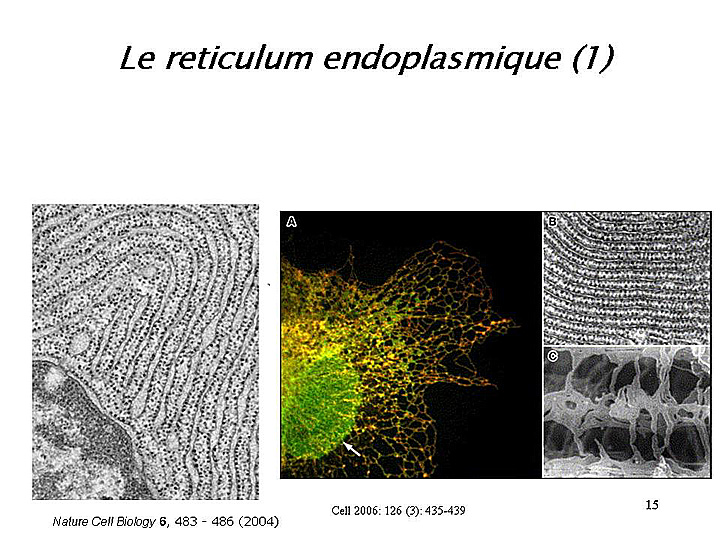 Le reticulum endoplasmique (1)
A
B
C
Cell 2006: 126 (3): 435-439
15
Nature Cell Biology 6, 483 - 486 (2004)